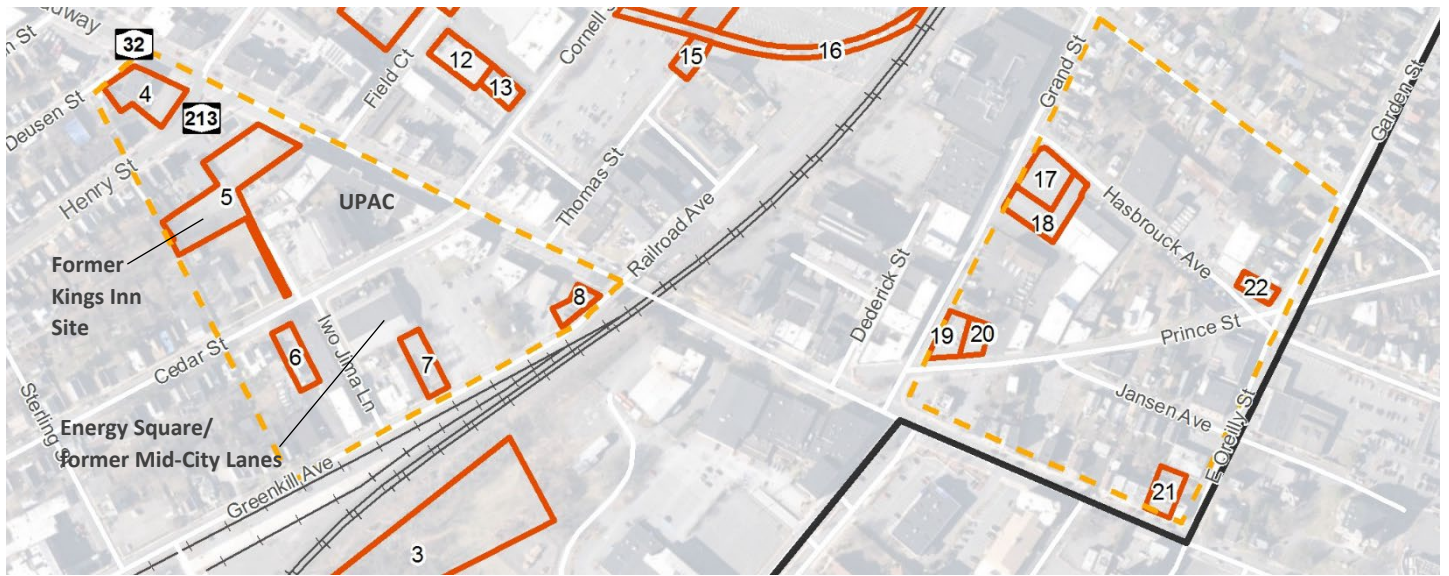 32
Deusen St
4
213
Henry St
5
Former
Kings Inn
Site
UPAC
Field Ct
12
13
Cornell
15
16
Thomas St
Railroad Ave
8
Cedar St
6
Iwo Jima Ln
7
Sterling S
Energy Square/
former Mid-City Lanes
Greenkill Ave
3
Grand St
Garden St
17
18
Hasbrouck Ave
22
Dederick St
19
20
Prince St
Jansen Ave
E Oreilly St
21